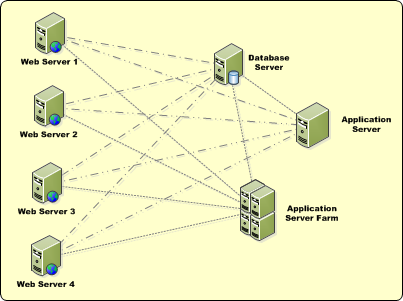 Web Server 1
Database
Server
Web Server 2
Application
Server
Web Server 3
Application
Server Farm
Web Server 4